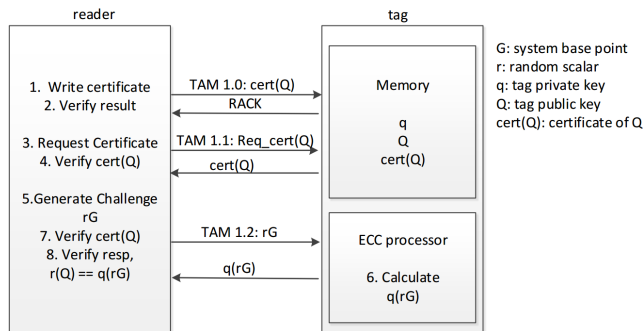 reader
tag
1. Write certificate
2. Verify result
3. Request Certificate
4. Verify cert(Q)
5.Generate Challenge
rG
7. Verify cert(Q)
8. Verify resp,
r(Q) == q(rG)
TAM 1.0: cert(Q)
RACK
TAM 1.1: Req_cert(Q)
cert(Q)
TAM 1.2: rG
q(rG)
Memory
q
Q
cert(Q)
ECC processor
6. Calculate
q(rG)
G: system base point
r: random scalar
q: tag private key
Q: tag public key
cert(Q): certificate of Q